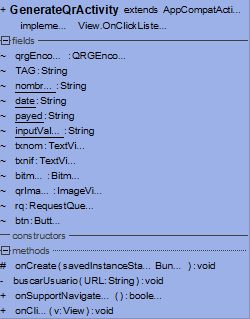 + GenerateQrActivity extends AppCompatActi...
impleme... View.OnClickListe...
fields
~ qrgEnco... :QRGEnco...
~ TAG:String
~ nombr... :String
~ date:String
~ payed:String
~ inputVal... :String
~ txnom:TextVi...
~ txnif:TextVi...
~ bitm... :Bitm...
~ qrIma... :ImageVi...
~ rq:RequestQue...
~ btn:Butt...
constructors
methods
# onCreate(savedInstanceSta... Bun... ):void
- buscarUsuario(URL:String):void
+ onSupportNavigate... ():boole...
+ onCli... (v:View):void